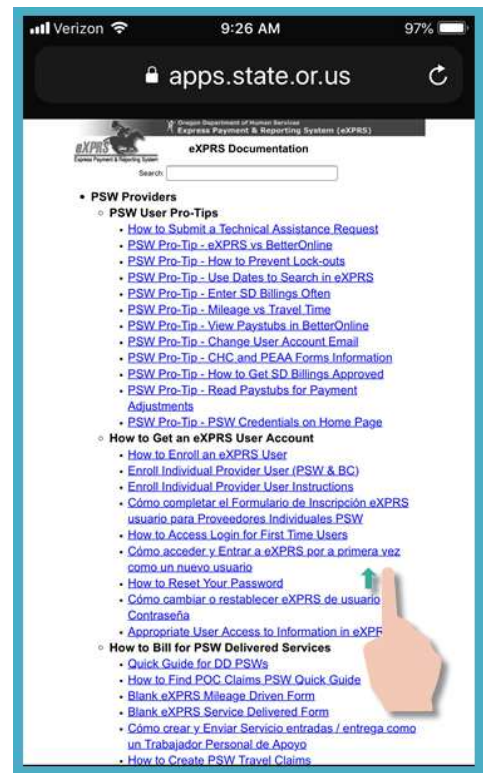 Verizon 9:26 AM 97%
apps.state.or.us
Oregon Department of Human Services
Express Payment & Reporting System (eXPRS)
eXPRS
Express Payment & Reporting System
eXPRS Documentation
Search:
• PSW Providers
◦ PSW User Pro-Tips
▪ How to Submit a Technical Assistance Request
▪ PSW Pro-Tip - eXPRS vs BetterOnline
▪ PSW Pro-Tip - How to Prevent Lock-outs
▪ PSW Pro-Tip - Use Dates to Search in eXPRS
▪ PSW Pro-Tip - Enter SD Billings Often
▪ PSW Pro-Tip - Mileage vs Travel Time
▪ PSW Pro-Tip - View Paystubs in BetterOnline
▪ PSW Pro-Tip - Change User Account Email
▪ PSW Pro-Tip - CHC and PEAA Forms Information
▪ PSW Pro-Tip - How to Get SD Billings Approved
▪ PSW Pro-Tip - Read Paystubs for Payment
Adjustments
▪ PSW Pro-Tip - PSW Credentials on Home Page
◦ How to Get an eXPRS User Account
▪ How to Enroll an eXPRS User
▪ Enroll Individual Provider User (PSW & BC)
▪ Enroll Individual Provider User Instructions
▪ Cómo completar el Formulario de Inscripción eXPRS
usuario para Proveedores Individuales PSW
▪ How to Access Login for First Time Users
▪ Cómo acceder y Entrar a eXPRS por a primera vez
como un nuevo usuario
▪ How to Reset Your Password
▪ Cómo cambiar o restablecer eXPRS de usuario
Contraseña
▪ Appropriate User Access to Information in eXPR
◦ How to Bill for PSW Delivered Services
▪ Quick Guide for DD PSWs
▪ How to Find POC Claims PSW Quick Guide
▪ Blank eXPRS Mileage Driven Form
▪ Blank eXPRS Service Delivered Form
▪ Cómo crear y Enviar Servicio entradas / entrega como
un Trabajador Personal de Apoyo
▪ How to Create PSW Travel Claims